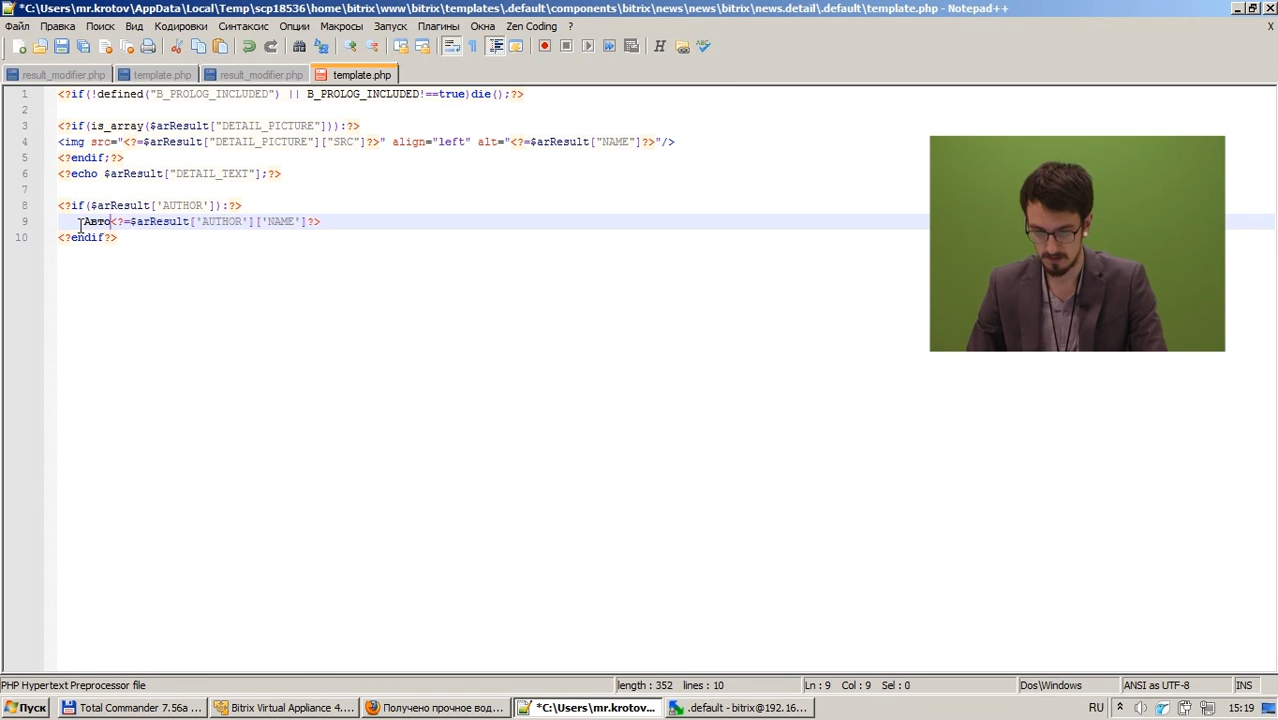 *C:\Users\mr.krotov\AppData\Local\Temp\scp18536\home\bitrix\www\bitrix\templates\.default\components\bitrix\news\news\bitrix\news.detail\.default\template.php - Notepad++
Файл Правка Поиск Вид Кодировки Синтаксис Опции Макросы Запуск Плагины Окна Zen Coding ? X
result_modifier.php template.php result_modifier.php template.php
1 <?if(!defined("B_PROLOG_INCLUDED") || B_PROLOG_INCLUDED!==true)die();?>
2
3 <?if(is_array($arResult["DETAIL_PICTURE"])):?>
4 <img src="<?=$arResult["DETAIL_PICTURE"]["SRC"]?>" align="left" alt="<?=$arResult["NAME"]?>"/>
5 <?endif;?>
6 <?echo $arResult["DETAIL_TEXT"];?>
7
8 <?if($arResult['AUTHOR']):?>
9 Авто<?=$arResult['AUTHOR']['NAME']?>
10 <?endif?>
PHP Hypertext Preprocessor file length : 352 lines : 10 Ln : 9 Col : 9 Sel : 0 Dos\Windows ANSI as UTF-8 INS
Пуск Total Commander 7.56a ... Bitrix Virtual Appliance 4.... Получено прочное вод... *C:\Users\mr.krotov... .default - bitrix@192.16... RU 15:19